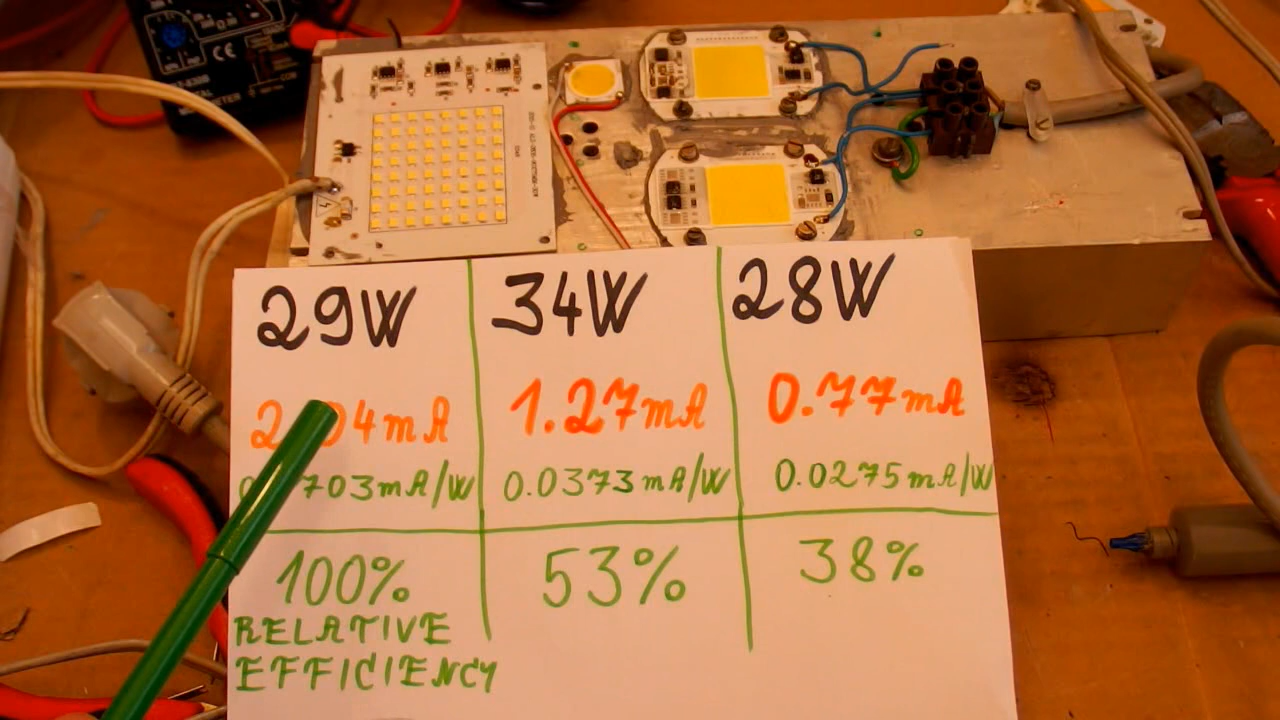 29W 34W 28W
1.27mA 0.77mA
0.0373mA/W 0.0275mA/W
100% 53% 38%
RELATIVE
EFFICIENCY